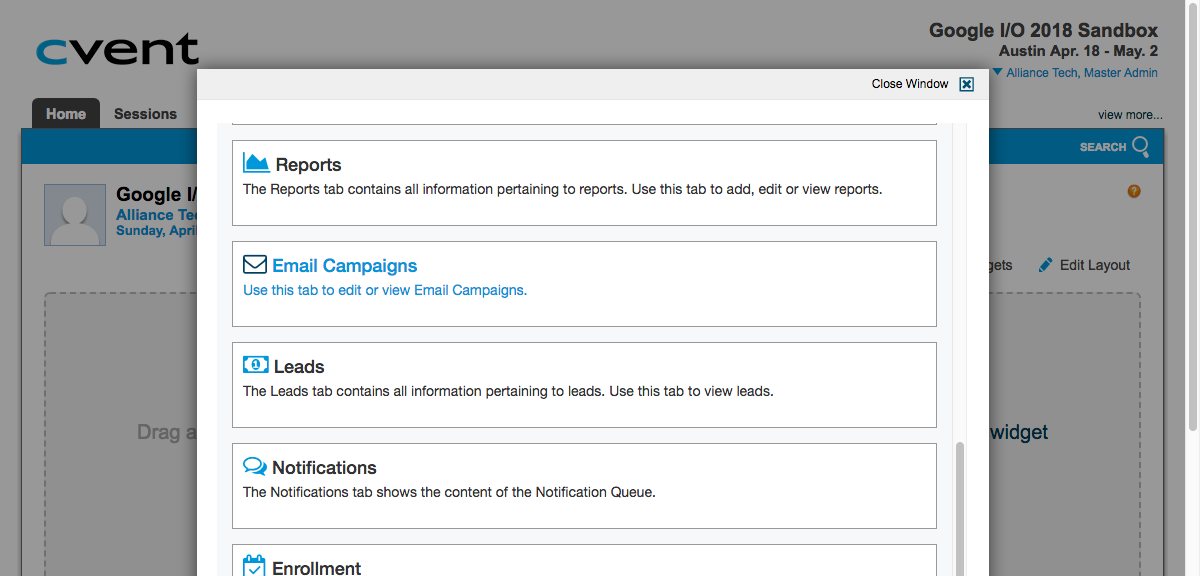 cvent
Google I/O 2018 Sandbox
Austin Apr. 18 - May. 2
Alliance Tech, Master Admin
Close Window
Home
Sessions
view more...
SEARCH
Reports
The Reports tab contains all information pertaining to reports. Use this tab to add, edit or view reports.
Google I/
Alliance Te
Sunday, Apri
Email Campaigns
Use this tab to edit or view Email Campaigns.
gets
Edit Layout
Leads
The Leads tab contains all information pertaining to leads. Use this tab to view leads.
Drag a
widget
Notifications
The Notifications tab shows the content of the Notification Queue.
Enrollment